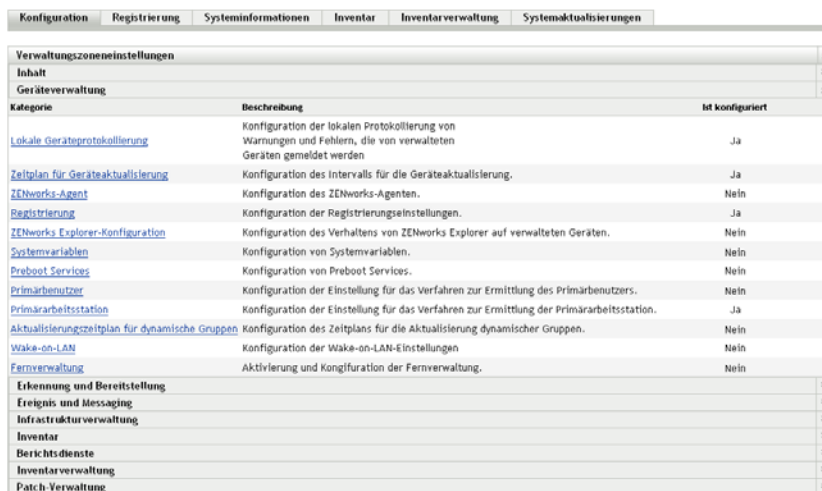 Konfiguration Registrierung Systeminformationen Inventar Inventarverwaltung Systemaktualisierungen
Verwaltungszoneneinstellungen
Inhalt
Geräteverwaltung
Kategorie Beschreibung Ist konfiguriert
Lokale Geräteprotokollierung Konfiguration der lokalen Protokollierung von
Warnungen und Fehlern, die von verwalteten Ja
Geräten gemeldet werden
Zeitplan für Geräteaktualisierung Konfiguration des Intervalls für die Geräteaktualisierung. Ja
ZENworks-Agent Konfiguration des ZENworks-Agenten. Nein
Registrierung Konfiguration der Registrierungseinstellungen. Ja
ZENworks Explorer-Konfiguration Konfiguration des Verhaltens von ZENworks Explorer auf verwalteten Geräten. Nein
Systemvariablen Konfiguration von Systemvariablen. Nein
Preboot Services Konfiguration von Preboot Services. Nein
Primärbenutzer Konfiguration der Einstellung für das Verfahren zur Ermittlung des Primärbenutzers. Nein
Primärarbeitsstation Konfiguration der Einstellung für das Verfahren zur Ermittlung der Primärarbeitsstation. Ja
Aktualisierungszeitplan für dynamische Gruppen Konfiguration des Zeitplans für die Aktualisierung dynamischer Gruppen. Nein
Wake-on-LAN Konfiguration der Wake-on-LAN-Einstellungen Nein
Fernverwaltung Aktivierung und Kongifuration der Fernverwaltung. Nein
Erkennung und Bereitstellung
Ereignis und Messaging
Infrastrukturverwaltung
Inventar
Berichtsdienste
Inventarverwaltung
Patch-Verwaltung